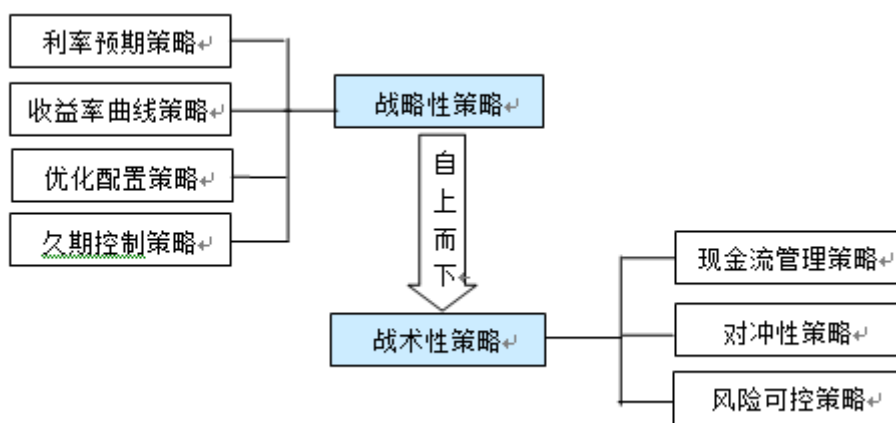 利率预期策略
收益率曲线策略
优化配置策略
久期控制策略
战略性策略
自
上
而
下
战术性策略
现金流管理策略
对冲性策略
风险可控策略